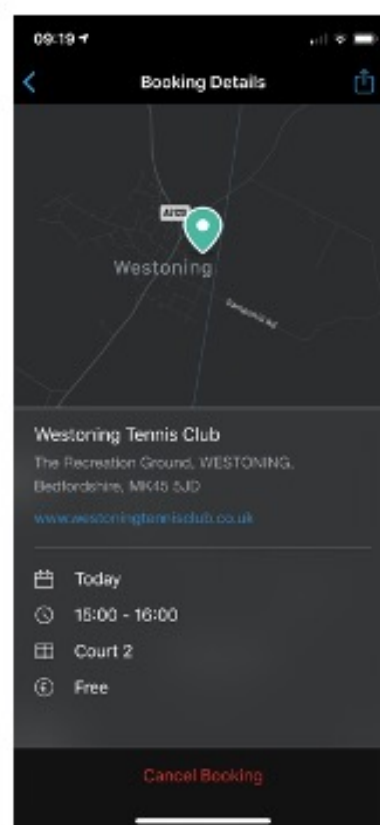 09:19
Booking Details
Westoning
Westoning Tennis Club
The Recreation Ground, WESTONING,
Bedfordshire, MK45 5JD
www.westoningtennisclub.co.uk
Today
15:00 - 16:00
Court 2
Free
Cancel Booking